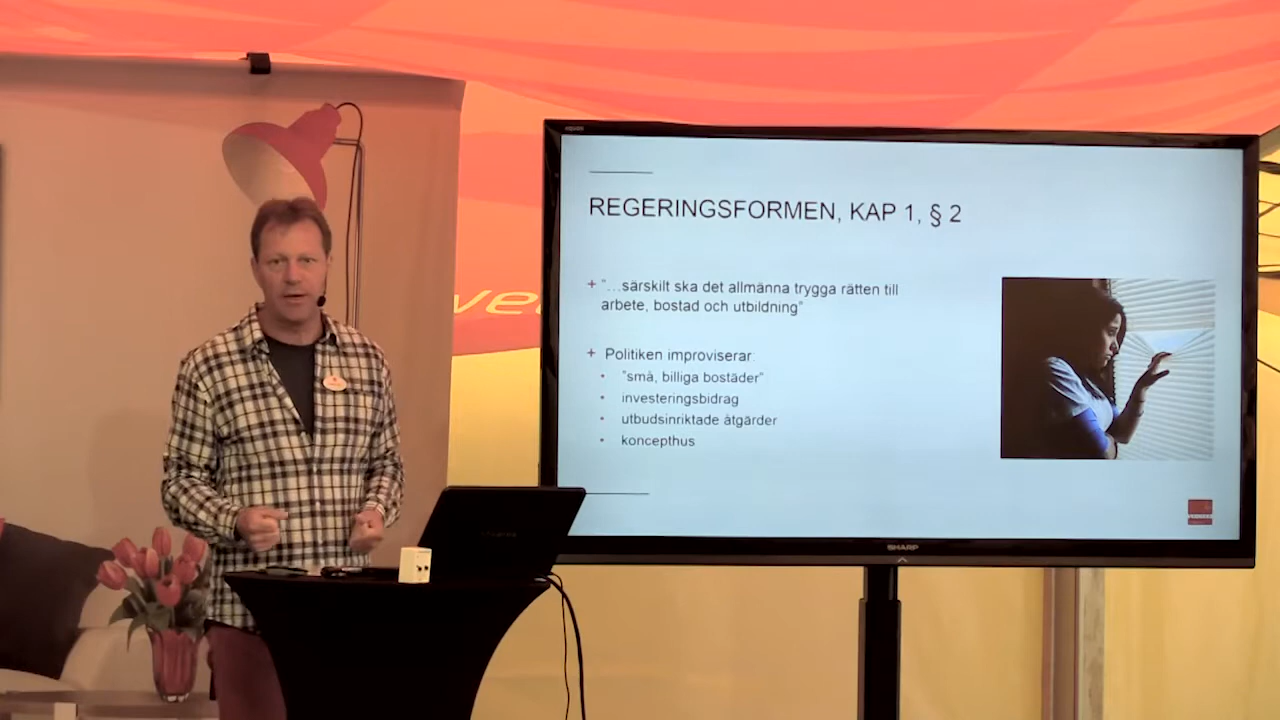 REGERINGSFORMEN, KAP 1, § 2
+ "...särskilt ska det allmänna trygga rätten till
arbete, bostad och utbildning"
+ Politiken improviserar:
• "små, billiga bostäder"
• investeringsbidrag
• utbudsinriktade åtgärder
• koncepthus
SHARP